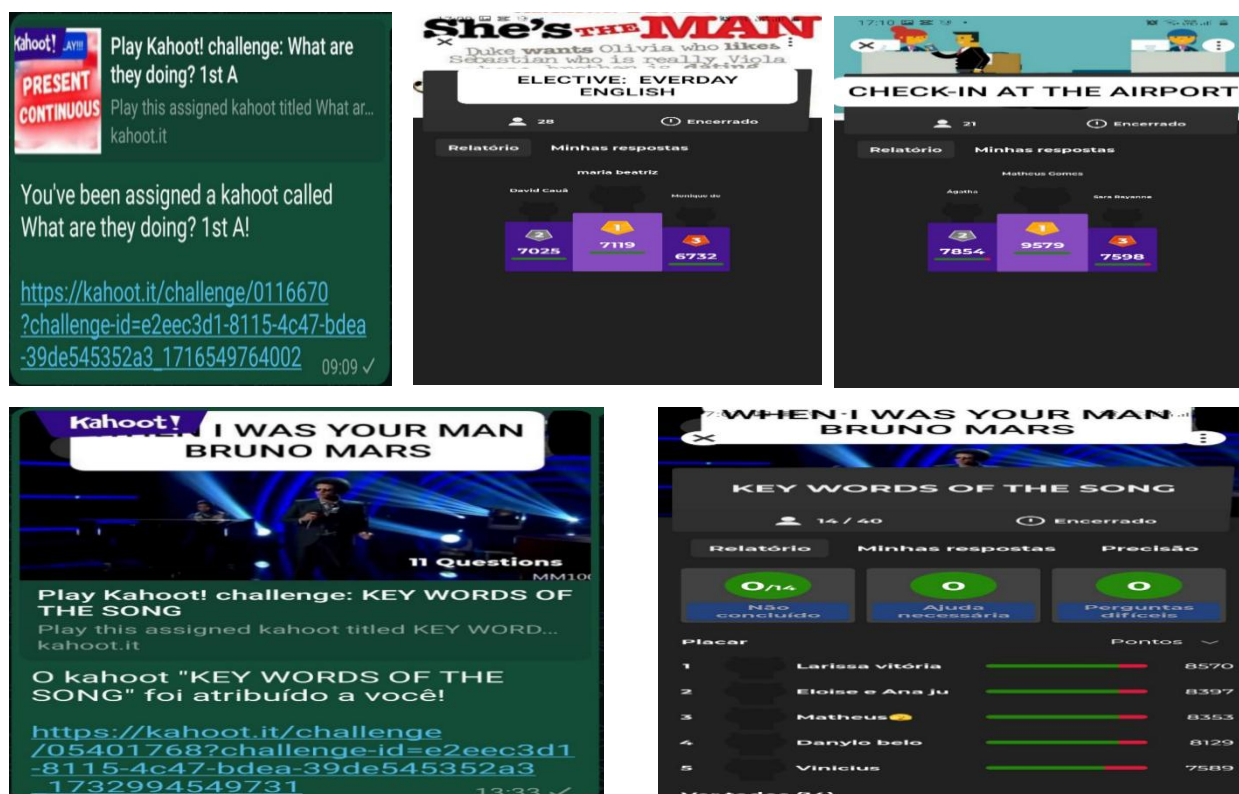 Kahoot!
LAY!!!
PRESENT
CONTINUOUS
Play Kahoot! challenge: What are
they doing? 1st A
Play this assigned kahoot titled What ar...
kahoot.it
You've been assigned a kahoot called
What are they doing? 1st A!
https://kahoot.it/challenge/0116670
?challenge-id=e2eec3d1-8115-4c47-bdea
-39de545352a3_1716549764002
09:09
She's THE MAN
Duke wants Olivia who likes
Sebastian who is really Viola
ELECTIVE: EVERDAY
ENGLISH
28 Encerrado
Relatório Minhas respostas
maria beatriz
David Cauã
Monique de
2 1 3
7025 7119 6732
17:10
CHECK-IN AT THE AIRPORT
21 Encerrado
Relatório Minhas respostas
Matheus Gomes
Ágatha
Sara Rayanne
2 1 3
7854 9579 7598
Kahoot!
N I WAS YOUR MAN
BRUNO MARS
11 Questions
Play Kahoot! challenge: KEY WORDS OF
THE SONG
Play this assigned kahoot titled KEY WORD...
kahoot.it
O kahoot "KEY WORDS OF THE
SONG" foi atribuído a você!
https://kahoot.it/challenge
/05401768?challenge-id=e2eec3d1
-8115-4c47-bdea-39de545352a3
_1732994549731
13:33
WHEN I WAS YOUR MAN
BRUNO MARS
KEY WORDS OF THE SONG
14/40 Encerrado
Relatório Minhas respostas Precisão
0/14 0 0
Não concluído Ajuda necessária Perguntas difíceis
Placar Pontos
1 Larissa vitória 8570
2 Eloise e Ana ju 8397
3 Matheus 8353
4 Danylo belo 8129
5 Vinicius 7589